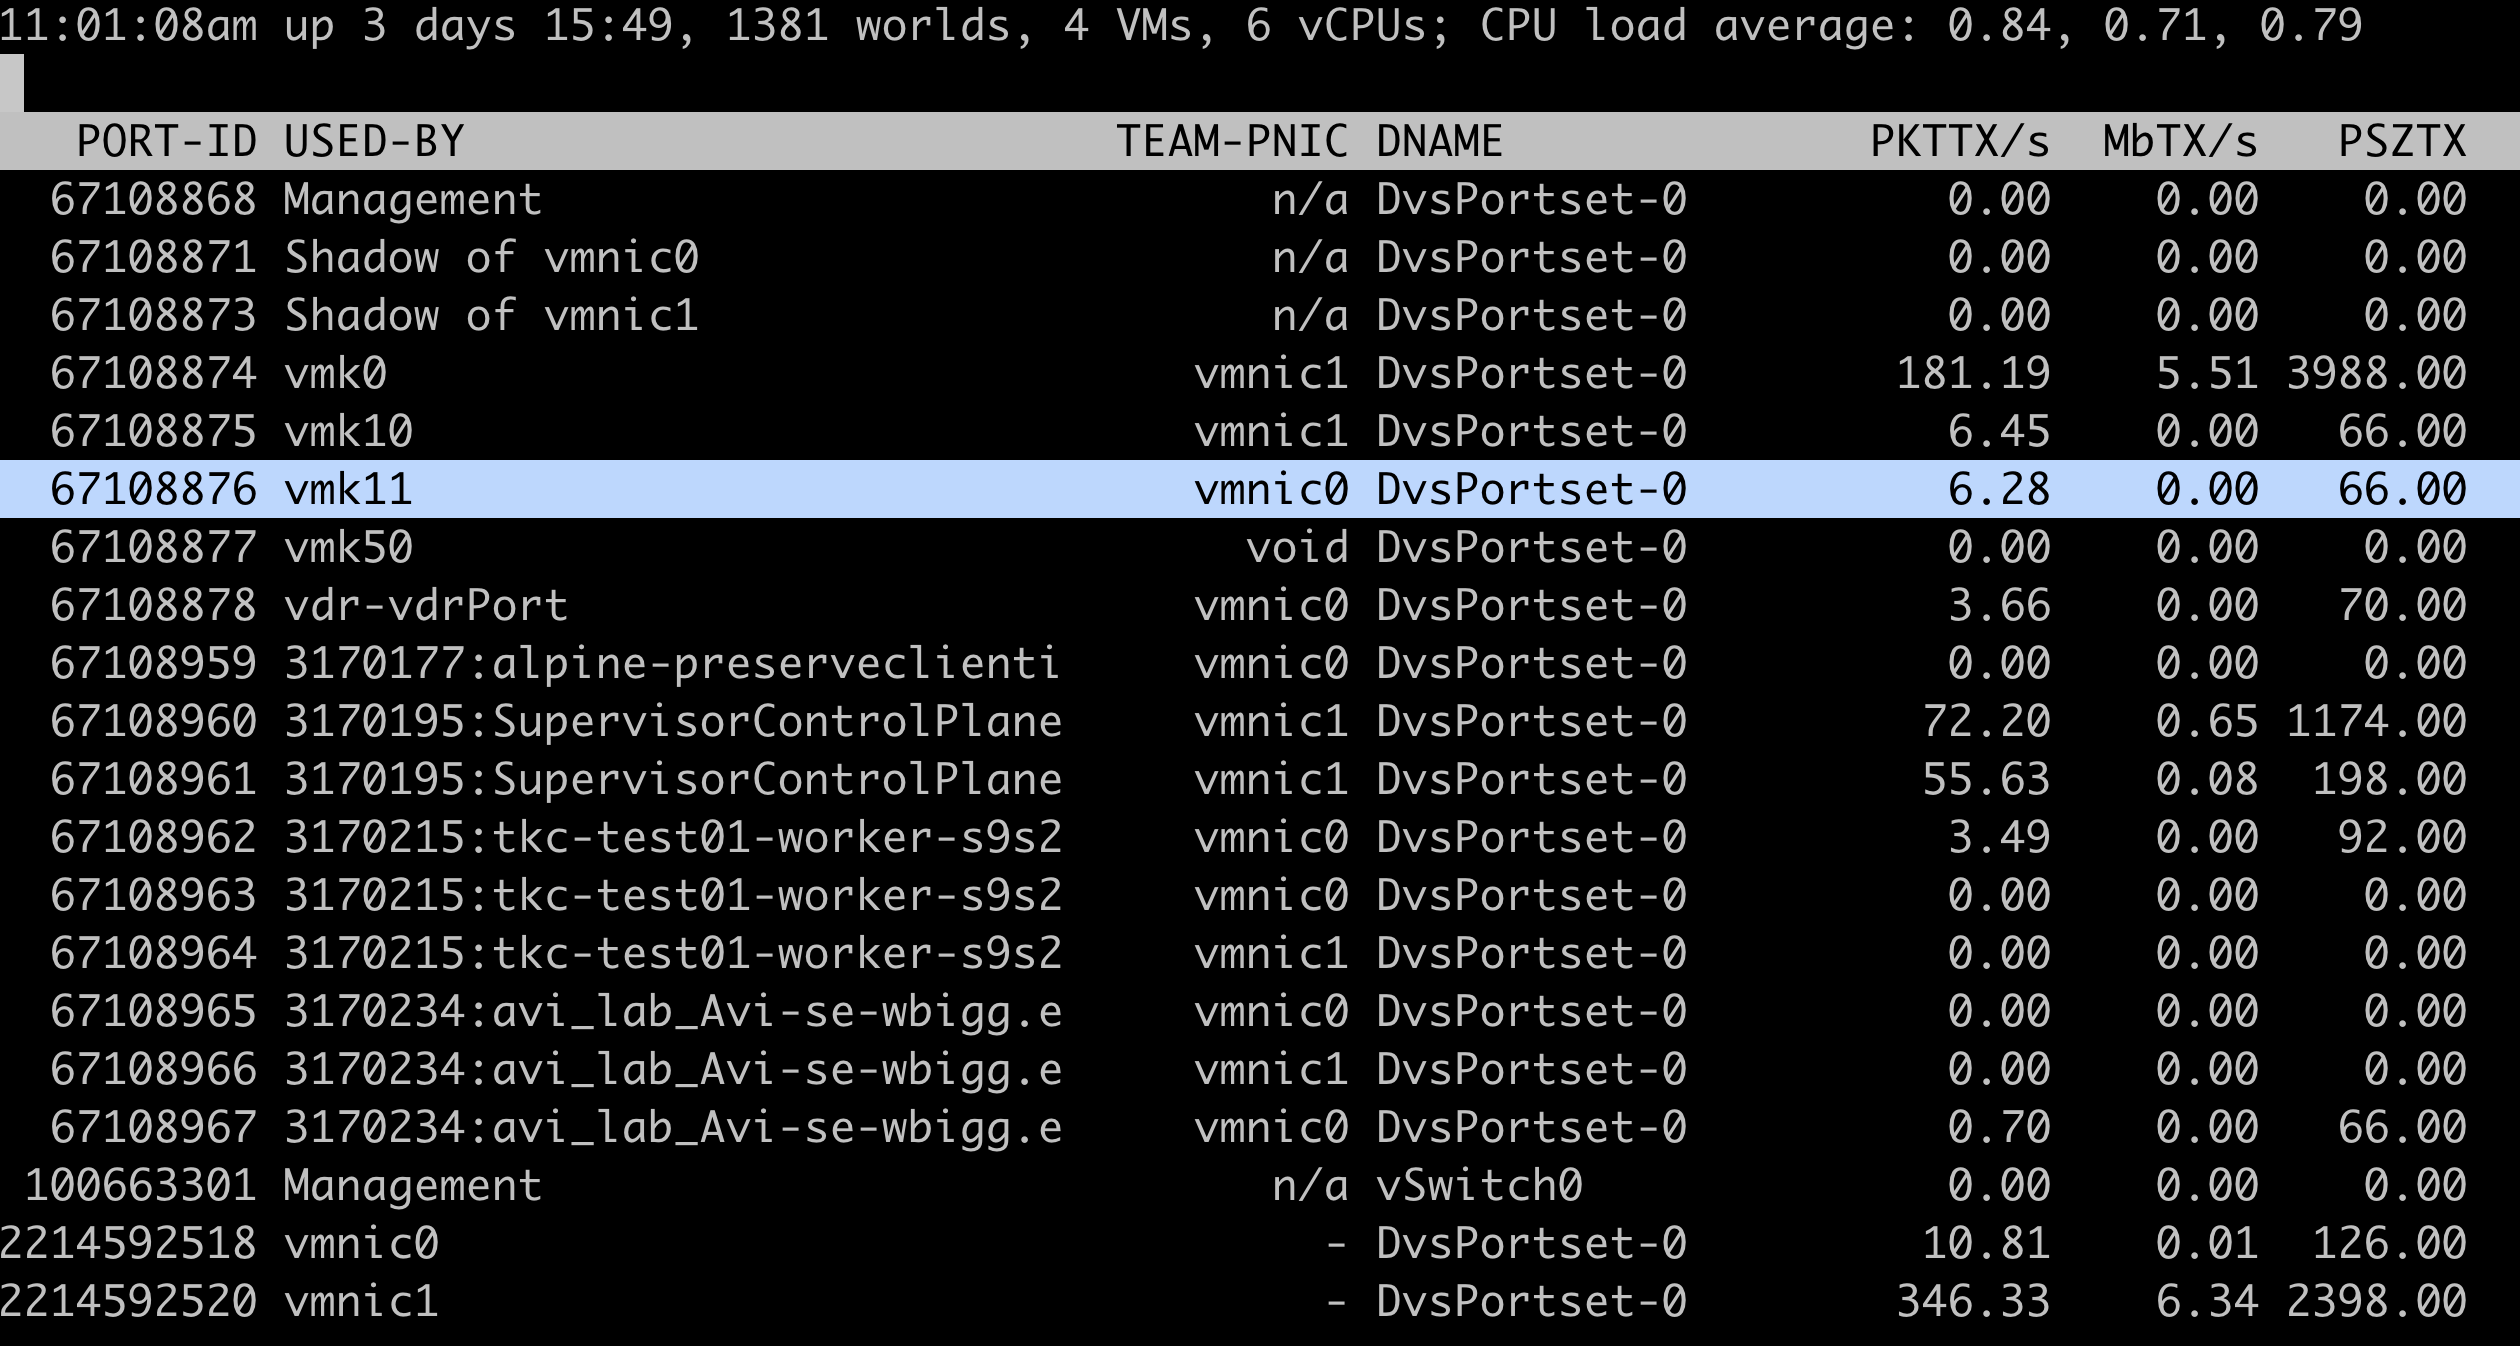 11:01:08am up 3 days 15:49, 1381 worlds, 4 VMs, 6 vCPUs; CPU load average: 0.84, 0.71, 0.79
PORT-ID USED-BY TEAM-PNIC DNAME PKTTX/s MbTX/s PSZTX
67108868 Management n/a DvsPortset-0 0.00 0.00 0.00
67108871 Shadow of vmnic0 n/a DvsPortset-0 0.00 0.00 0.00
67108873 Shadow of vmnic1 n/a DvsPortset-0 0.00 0.00 0.00
67108874 vmk0 vmnic1 DvsPortset-0 181.19 5.51 3988.00
67108875 vmk10 vmnic1 DvsPortset-0 6.45 0.00 66.00
67108876 vmk11 vmnic0 DvsPortset-0 6.28 0.00 66.00
67108877 vmk50 void DvsPortset-0 0.00 0.00 0.00
67108878 vdr-vdrPort vmnic0 DvsPortset-0 3.66 0.00 70.00
67108959 3170177:alpine-preserveclienti vmnic0 DvsPortset-0 0.00 0.00 0.00
67108960 3170195:SupervisorControlPlane vmnic1 DvsPortset-0 72.20 0.65 1174.00
67108961 3170195:SupervisorControlPlane vmnic1 DvsPortset-0 55.63 0.08 198.00
67108962 3170215:tkc-test01-worker-s9s2 vmnic0 DvsPortset-0 3.49 0.00 92.00
67108963 3170215:tkc-test01-worker-s9s2 vmnic0 DvsPortset-0 0.00 0.00 0.00
67108964 3170215:tkc-test01-worker-s9s2 vmnic1 DvsPortset-0 0.00 0.00 0.00
67108965 3170234:avi_lab_Avi-se-wbigg.e vmnic0 DvsPortset-0 0.00 0.00 0.00
67108966 3170234:avi_lab_Avi-se-wbigg.e vmnic1 DvsPortset-0 0.00 0.00 0.00
67108967 3170234:avi_lab_Avi-se-wbigg.e vmnic0 DvsPortset-0 0.70 0.00 66.00
100663301 Management n/a vSwitch0 0.00 0.00 0.00
2214592518 vmnic0 - DvsPortset-0 10.81 0.01 126.00
2214592520 vmnic1 - DvsPortset-0 346.33 6.34 2398.00